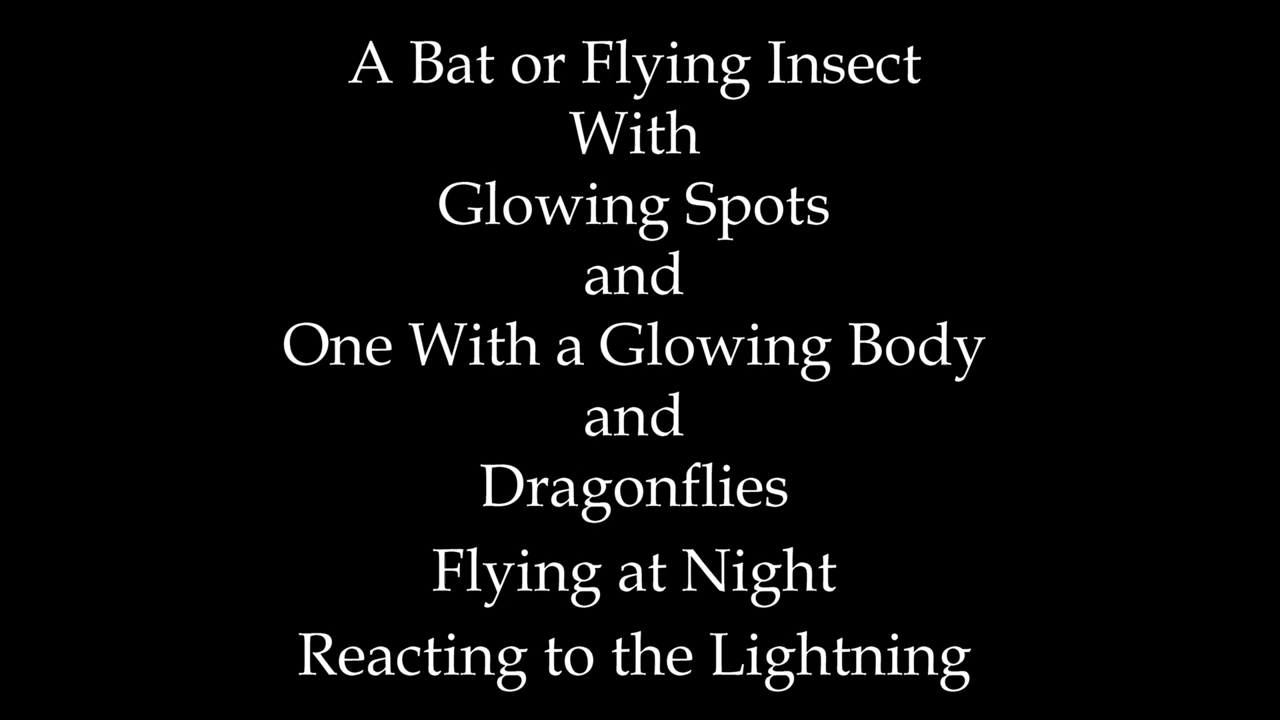 A Bat or Flying Insect
With
Glowing Spots
and
One With a Glowing Body
and
Dragonflies
Flying at Night
Reacting to the Lightning